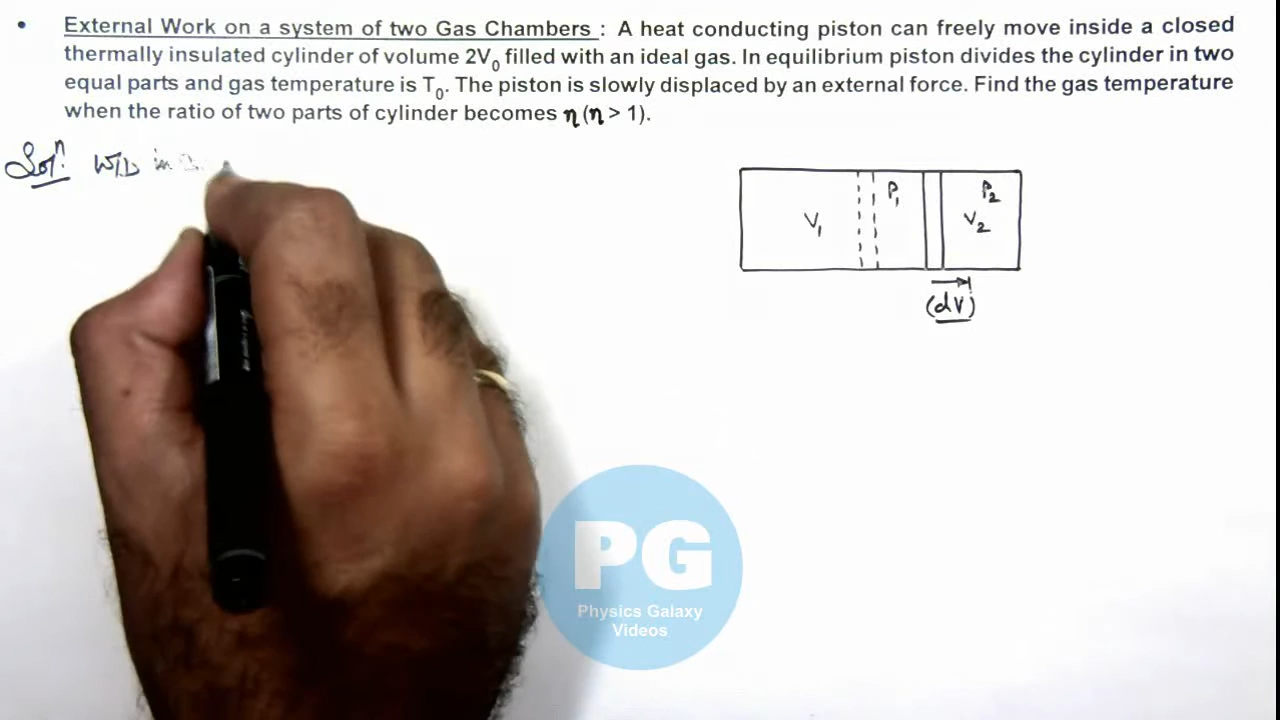 • External Work on a system of two Gas Chambers : A heat conducting piston can freely move inside a closed
thermally insulated cylinder of volume 2V₀ filled with an ideal gas. In equilibrium piston divides the cylinder in two
equal parts and gas temperature is T₀. The piston is slowly displaced by an external force. Find the gas temperature
when the ratio of two parts of cylinder becomes η (η > 1).
Solⁿ: W/D in
V₁ P₁ V₂ P₂
(dV)
PG
Physics Galaxy
Videos